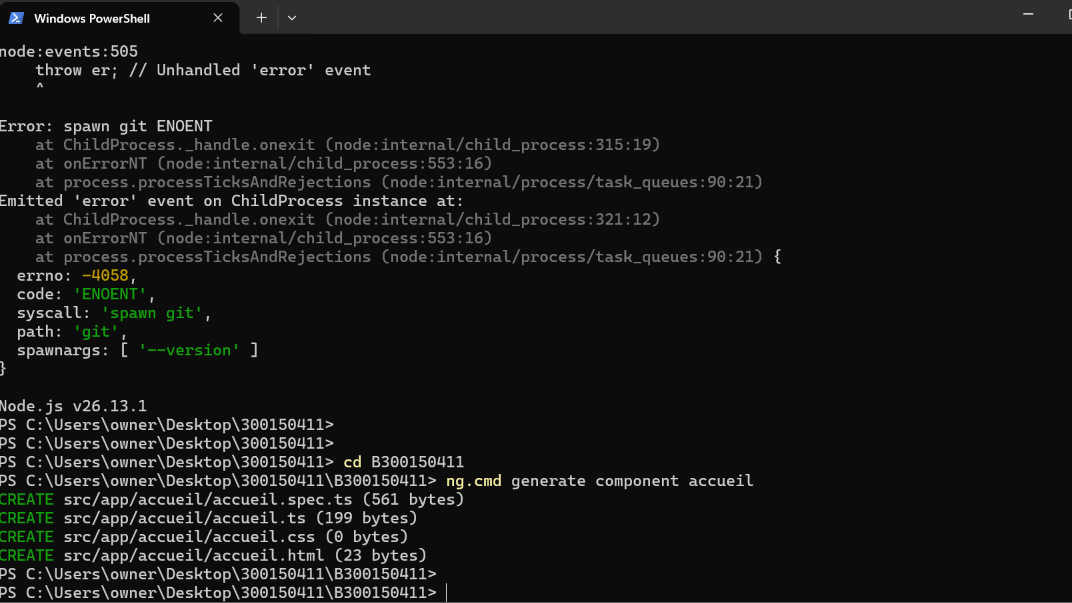 Windows PowerShell
node:events:505
    throw er; // Unhandled 'error' event
    ^
Error: spawn git ENOENT
    at ChildProcess._handle.onexit (node:internal/child_process:315:19)
    at onErrorNT (node:internal/child_process:553:16)
    at process.processTicksAndRejections (node:internal/process/task_queues:90:21)
Emitted 'error' event on ChildProcess instance at:
    at ChildProcess._handle.onexit (node:internal/child_process:321:12)
    at onErrorNT (node:internal/child_process:553:16)
    at process.processTicksAndRejections (node:internal/process/task_queues:90:21) {
  errno: -4058,
  code: 'ENOENT',
  syscall: 'spawn git',
  path: 'git',
  spawnargs: [ '--version' ]
}
Node.js v26.13.1
PS C:\Users\owner\Desktop\300150411>
PS C:\Users\owner\Desktop\300150411>
PS C:\Users\owner\Desktop\300150411> cd B300150411
PS C:\Users\owner\Desktop\300150411\B300150411> ng.cmd generate component accueil
CREATE src/app/accueil/accueil.spec.ts (561 bytes)
CREATE src/app/accueil/accueil.ts (199 bytes)
CREATE src/app/accueil/accueil.css (0 bytes)
CREATE src/app/accueil/accueil.html (23 bytes)
PS C:\Users\owner\Desktop\300150411\B300150411>
PS C:\Users\owner\Desktop\300150411\B300150411>